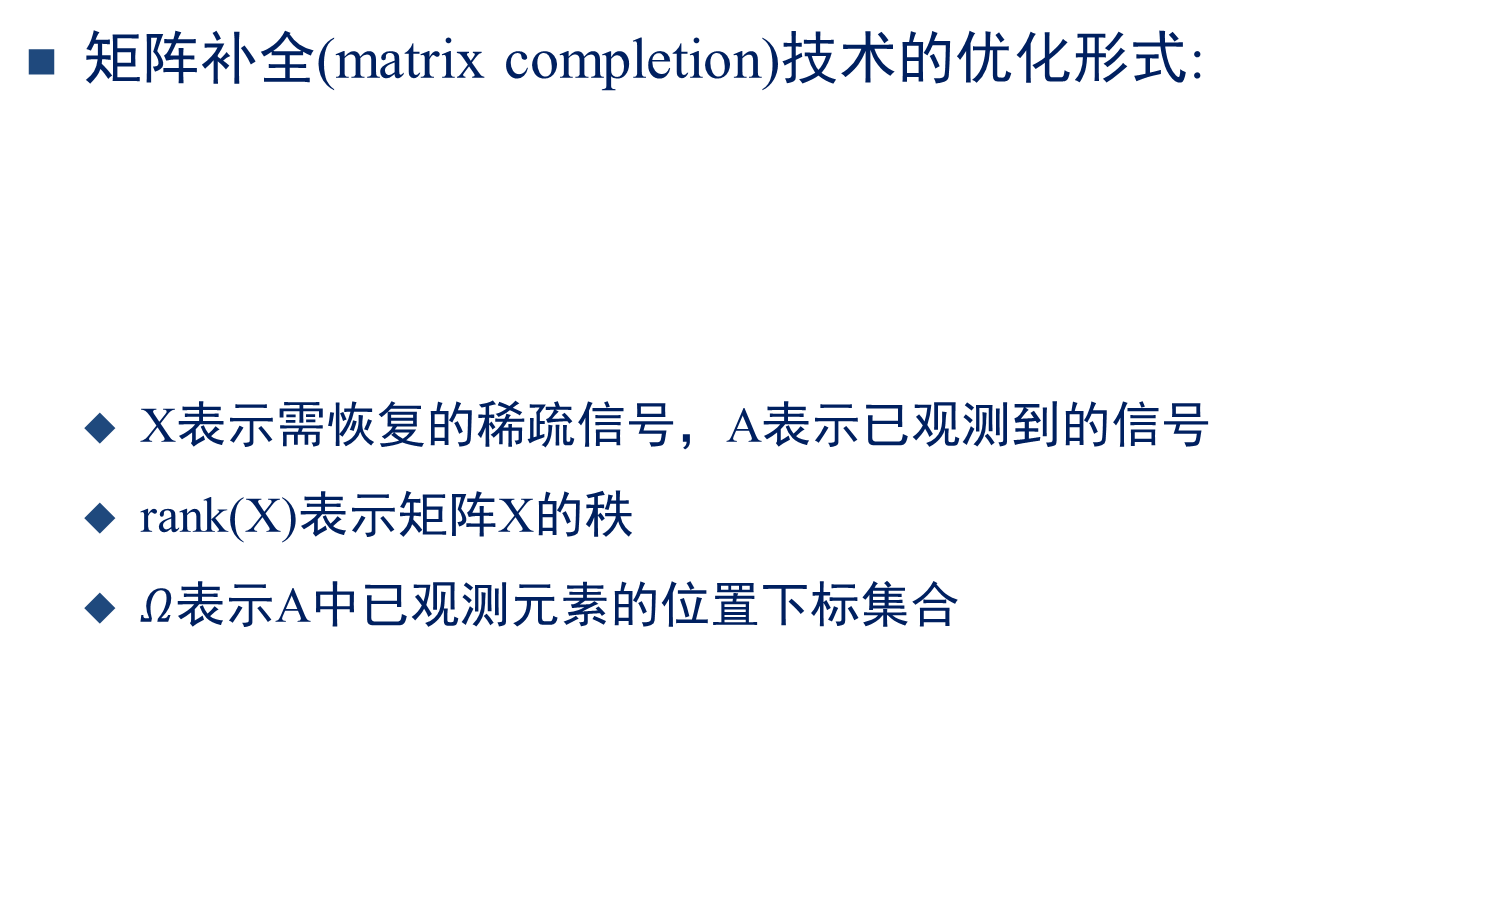 矩阵补全(matrix completion)技术的优化形式:
X表示需恢复的稀疏信号，A表示已观测到的信号
rank(X)表示矩阵X的秩
Ω表示A中已观测元素的位置下标集合